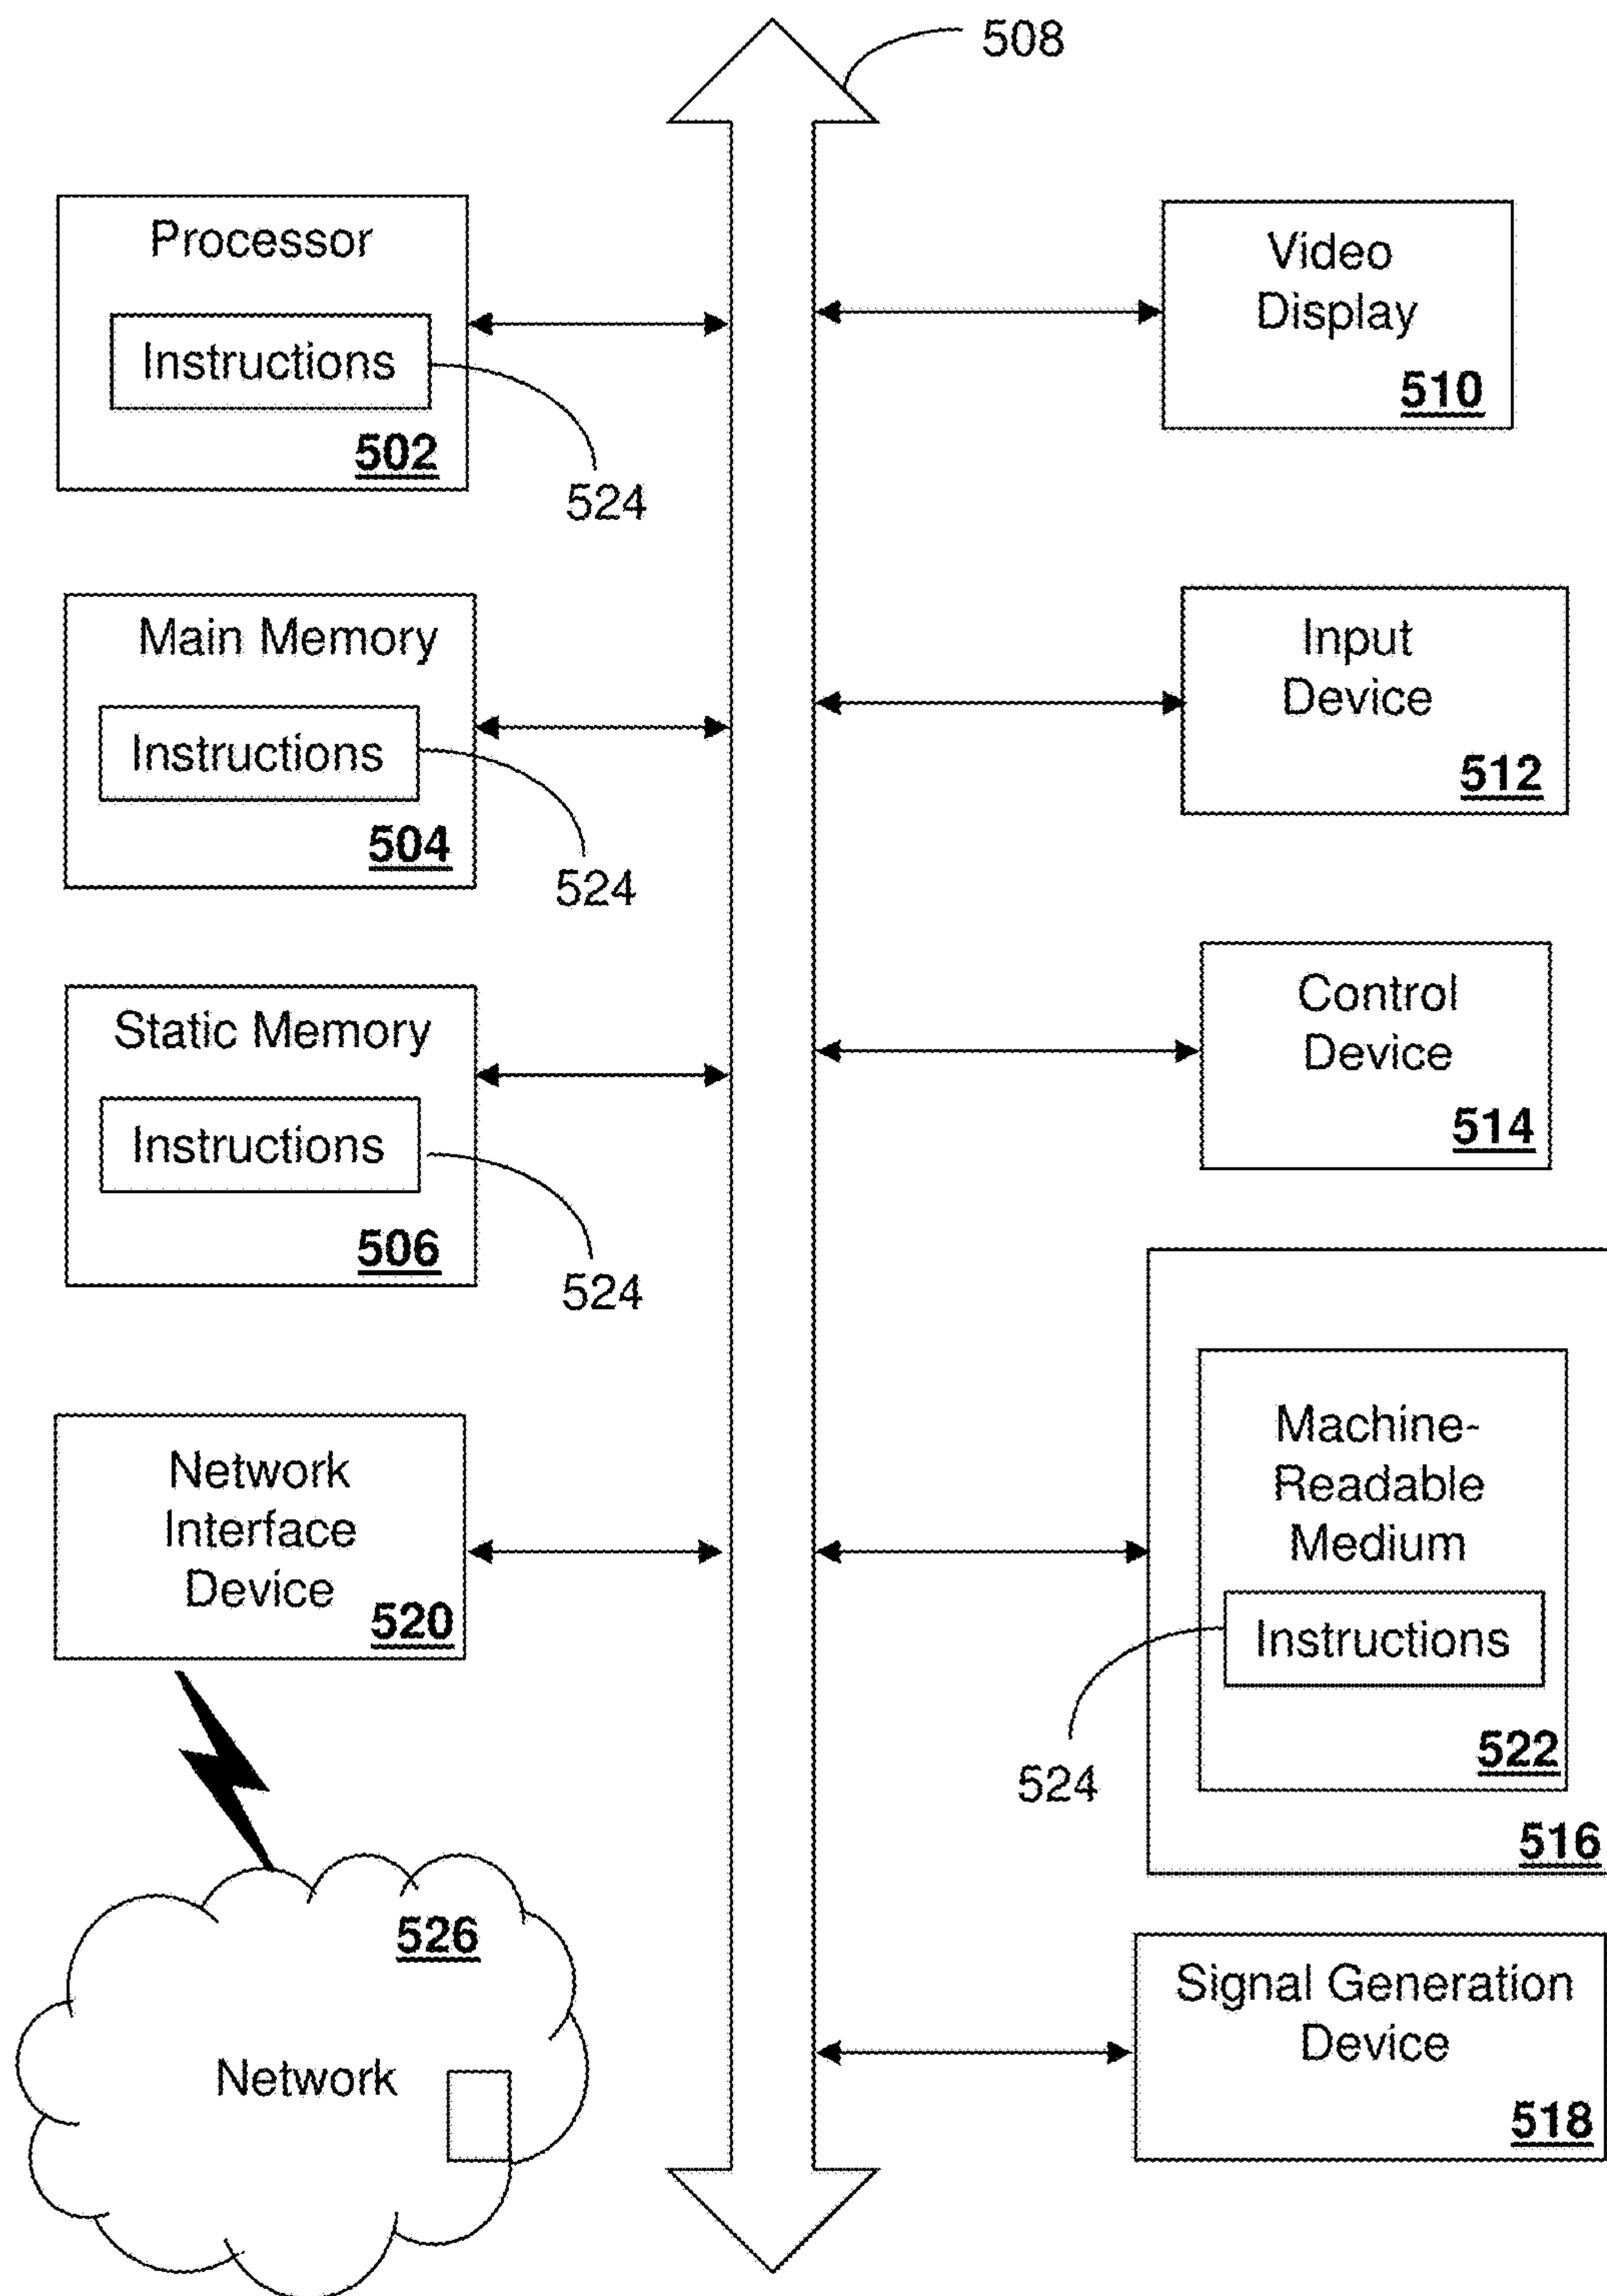 508
Processor
Instructions
502
524
Main Memory
Instructions
504
524
Static Memory
Instructions
506
524
Network
Interface
Device
520
526
Network
Video
Display
510
Input
Device
512
Control
Device
514
Machine-
Readable
Medium
Instructions
522
524
516
Signal Generation
Device
518